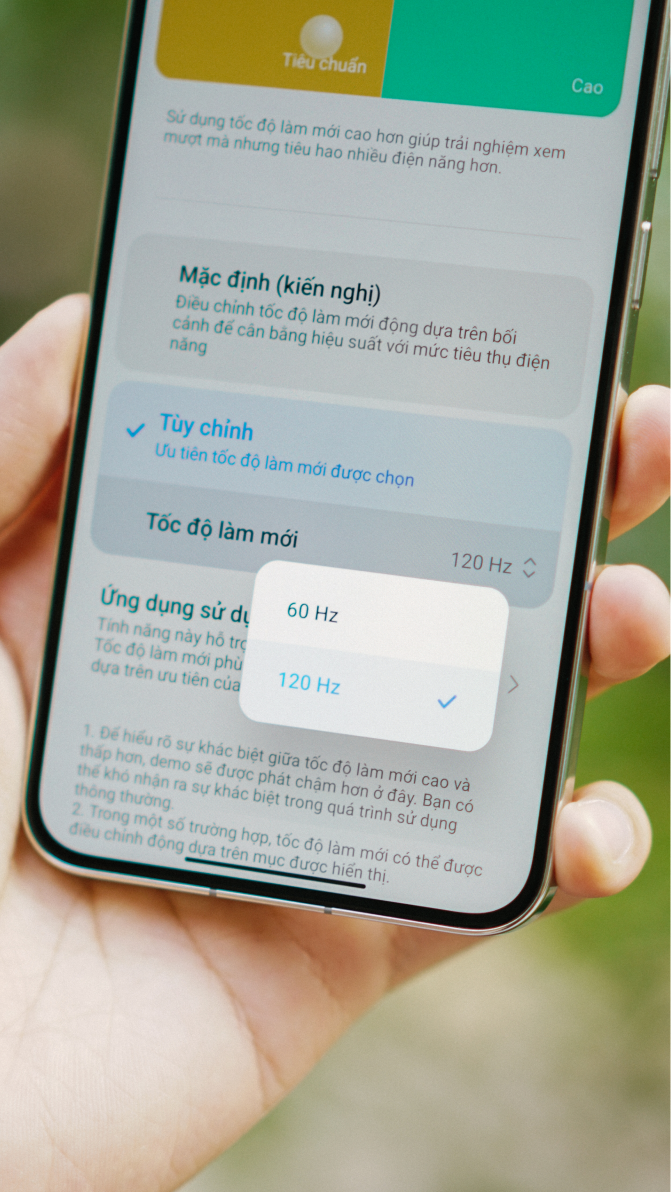 Tiêu chuẩn
Cao
Sử dụng tốc độ làm mới cao hơn giúp trải nghiệm xem
mượt mà nhưng tiêu hao nhiều điện năng hơn.
Mặc định (kiến nghị)
Điều chỉnh tốc độ làm mới động dựa trên bối
cảnh để cân bằng hiệu suất với mức tiêu thụ điện
năng
Tùy chỉnh
Ưu tiên tốc độ làm mới được chọn
Tốc độ làm mới
120 Hz
60 Hz
120 Hz
Ứng dụng sử dụ
Tính năng này hỗ trợ
Tốc độ làm mới phù
dựa trên ưu tiên của
1. Để hiểu rõ sự khác biệt giữa tốc độ làm mới cao và
thấp hơn, demo sẽ được phát chậm hơn ở đây. Bạn có
thể khó nhận ra sự khác biệt trong quá trình sử dụng
thông thường.
2. Trong một số trường hợp, tốc độ làm mới có thể được
điều chỉnh động dựa trên mục được hiển thị.